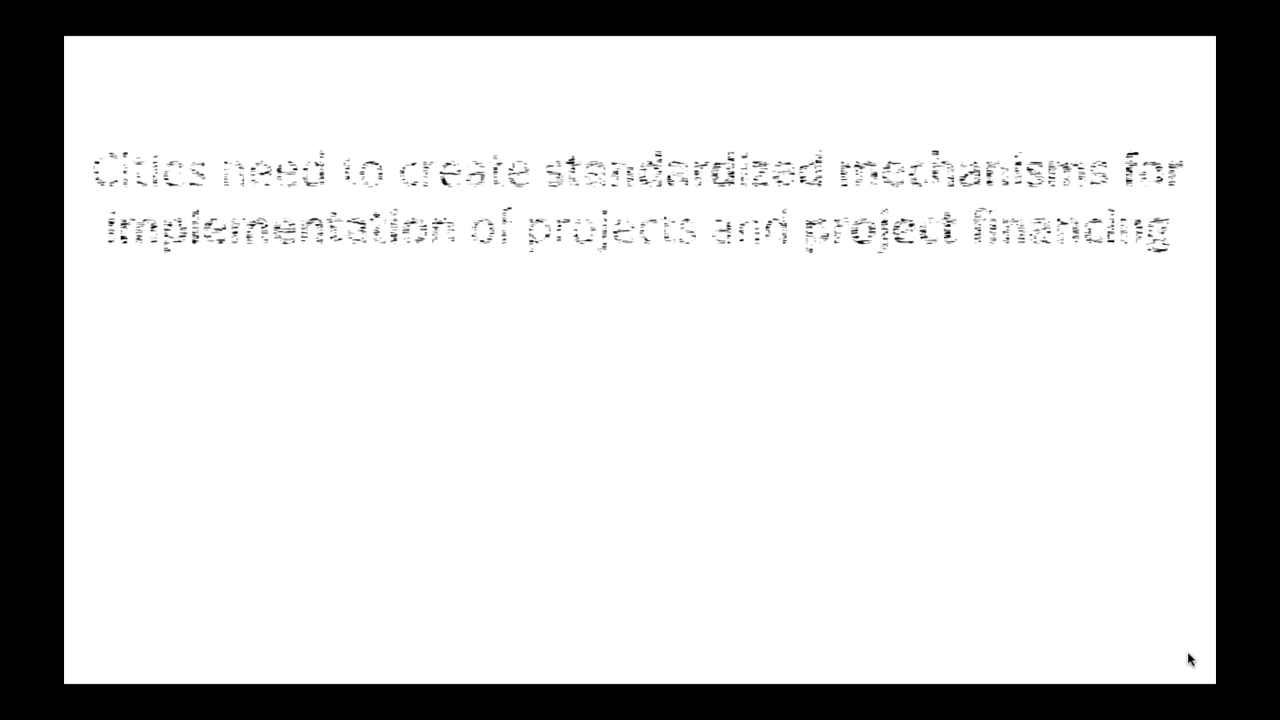 Cities need to create standardized mechanisms for
implementation of projects and project financing